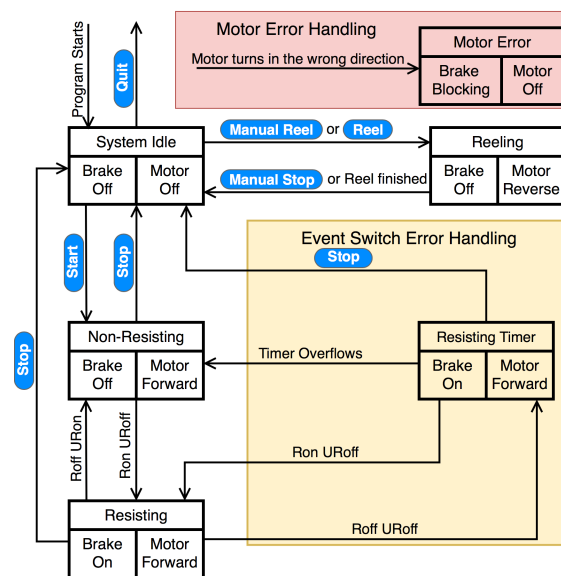 Motor Error Handling
Motor turns in the wrong direction
Motor Error
Brake Blocking
Motor Off
Program Starts
Quit
System Idle
Brake Off
Motor Off
Manual Reel or Reel
Manual Stop or Reel finished
Reeling
Brake Off
Motor Reverse
Event Switch Error Handling
Stop
Start
Stop
Stop
Non-Resisting
Brake Off
Motor Forward
Timer Overflows
Resisting Timer
Brake On
Motor Forward
Roff URon
Ron URoff
Ron URoff
Roff URoff
Resisting
Brake On
Motor Forward